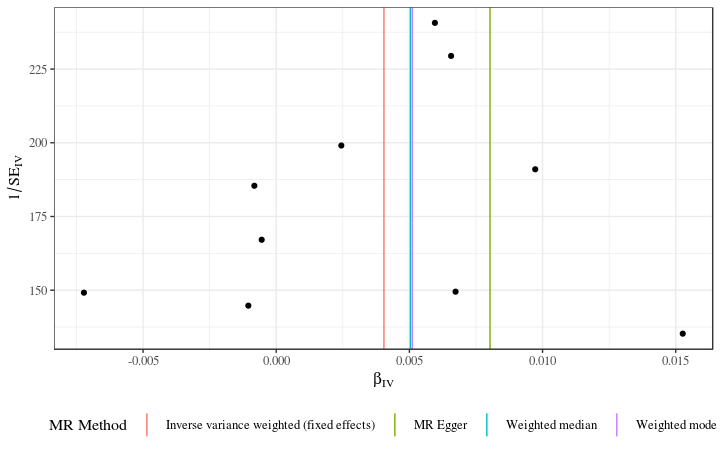 225
200
175
150
1/SE_IV
-0.005 0.000 0.005 0.010 0.015
β_IV
MR Method Inverse variance weighted (fixed effects) MR Egger Weighted median Weighted mode